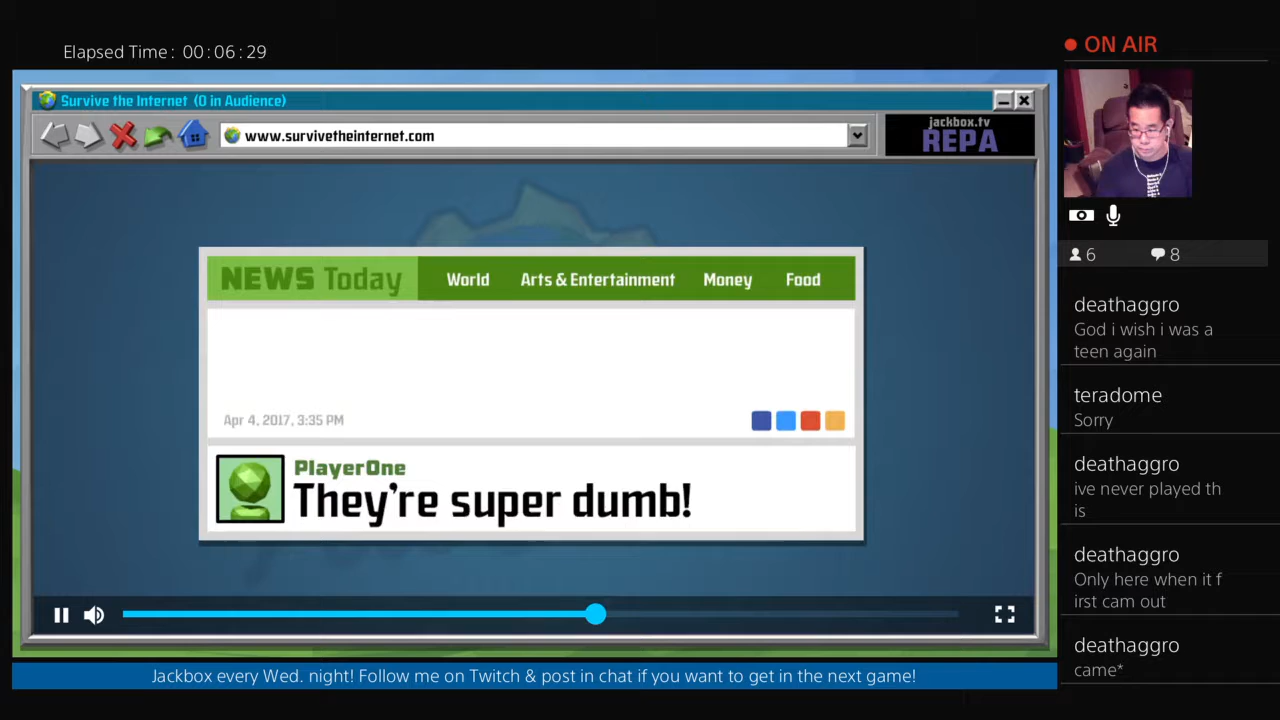 Elapsed Time: 00:06:29
ON AIR
Survive the Internet (0 in Audience)
www.survivetheinternet.com
jackbox.tv
REPA
NEWS Today
World
Arts & Entertainment
Money
Food
Apr 4, 2017, 3:35 PM
PlayerOne
They're super dumb!
Jackbox every Wed. night! Follow me on Twitch & post in chat if you want to get in the next game!
6
8
deathaggro
God i wish i was a
teen again
teradome
Sorry
deathaggro
ive never played th
is
deathaggro
Only here when it f
irst cam out
deathaggro
came*